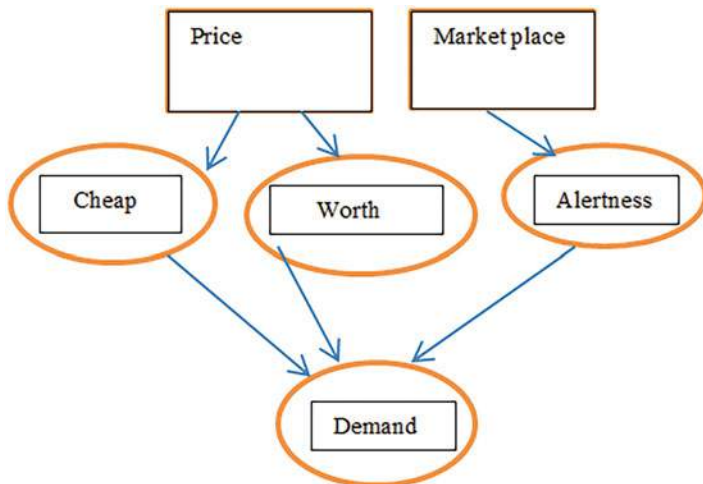 Price
Market place
Cheap
Worth
Alertness
Demand